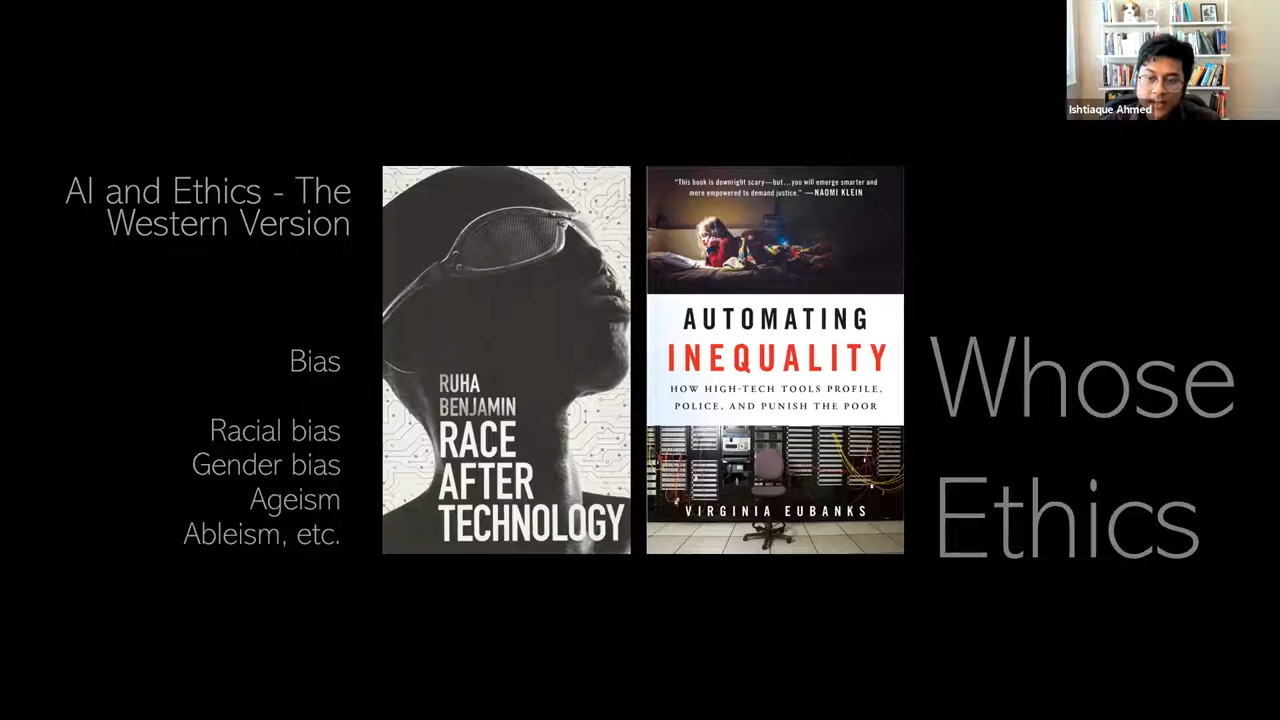 Ishtiaque Ahmed
AI and Ethics - The
Western Version
Bias
Racial bias
Gender bias
Ageism
Ableism, etc.
RUHA
BENJAMIN
RACE
AFTER
TECHNOLOGY
"This book is downright scary—but...you will emerge smarter and
more empowered to demand justice." —NAOMI KLEIN
AUTOMATING
INEQUALITY
HOW HIGH-TECH TOOLS PROFILE,
POLICE, AND PUNISH THE POOR
VIRGINIA EUBANKS
Whose
Ethics